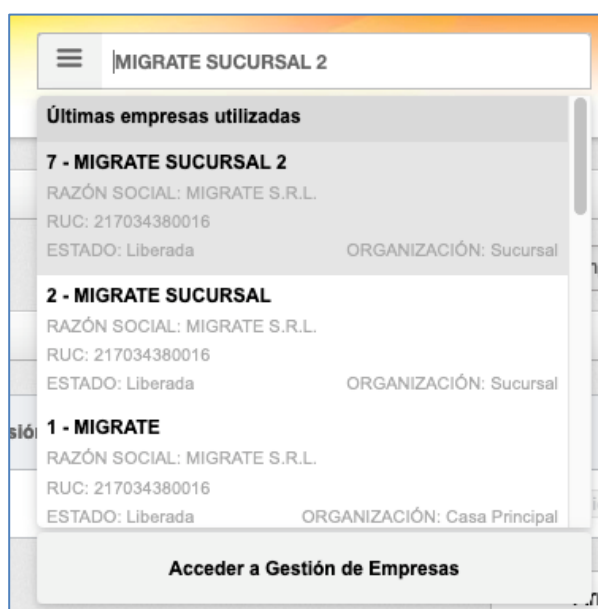 MIGRATE SUCURSAL 2
Últimas empresas utilizadas
7 - MIGRATE SUCURSAL 2
RAZÓN SOCIAL: MIGRATE S.R.L.
RUC: 217034380016
ESTADO: Liberada ORGANIZACIÓN: Sucursal
2 - MIGRATE SUCURSAL
RAZÓN SOCIAL: MIGRATE S.R.L.
RUC: 217034380016
ESTADO: Liberada ORGANIZACIÓN: Sucursal
1 - MIGRATE
RAZÓN SOCIAL: MIGRATE S.R.L.
RUC: 217034380016
ESTADO: Liberada ORGANIZACIÓN: Casa Principal
Acceder a Gestión de Empresas